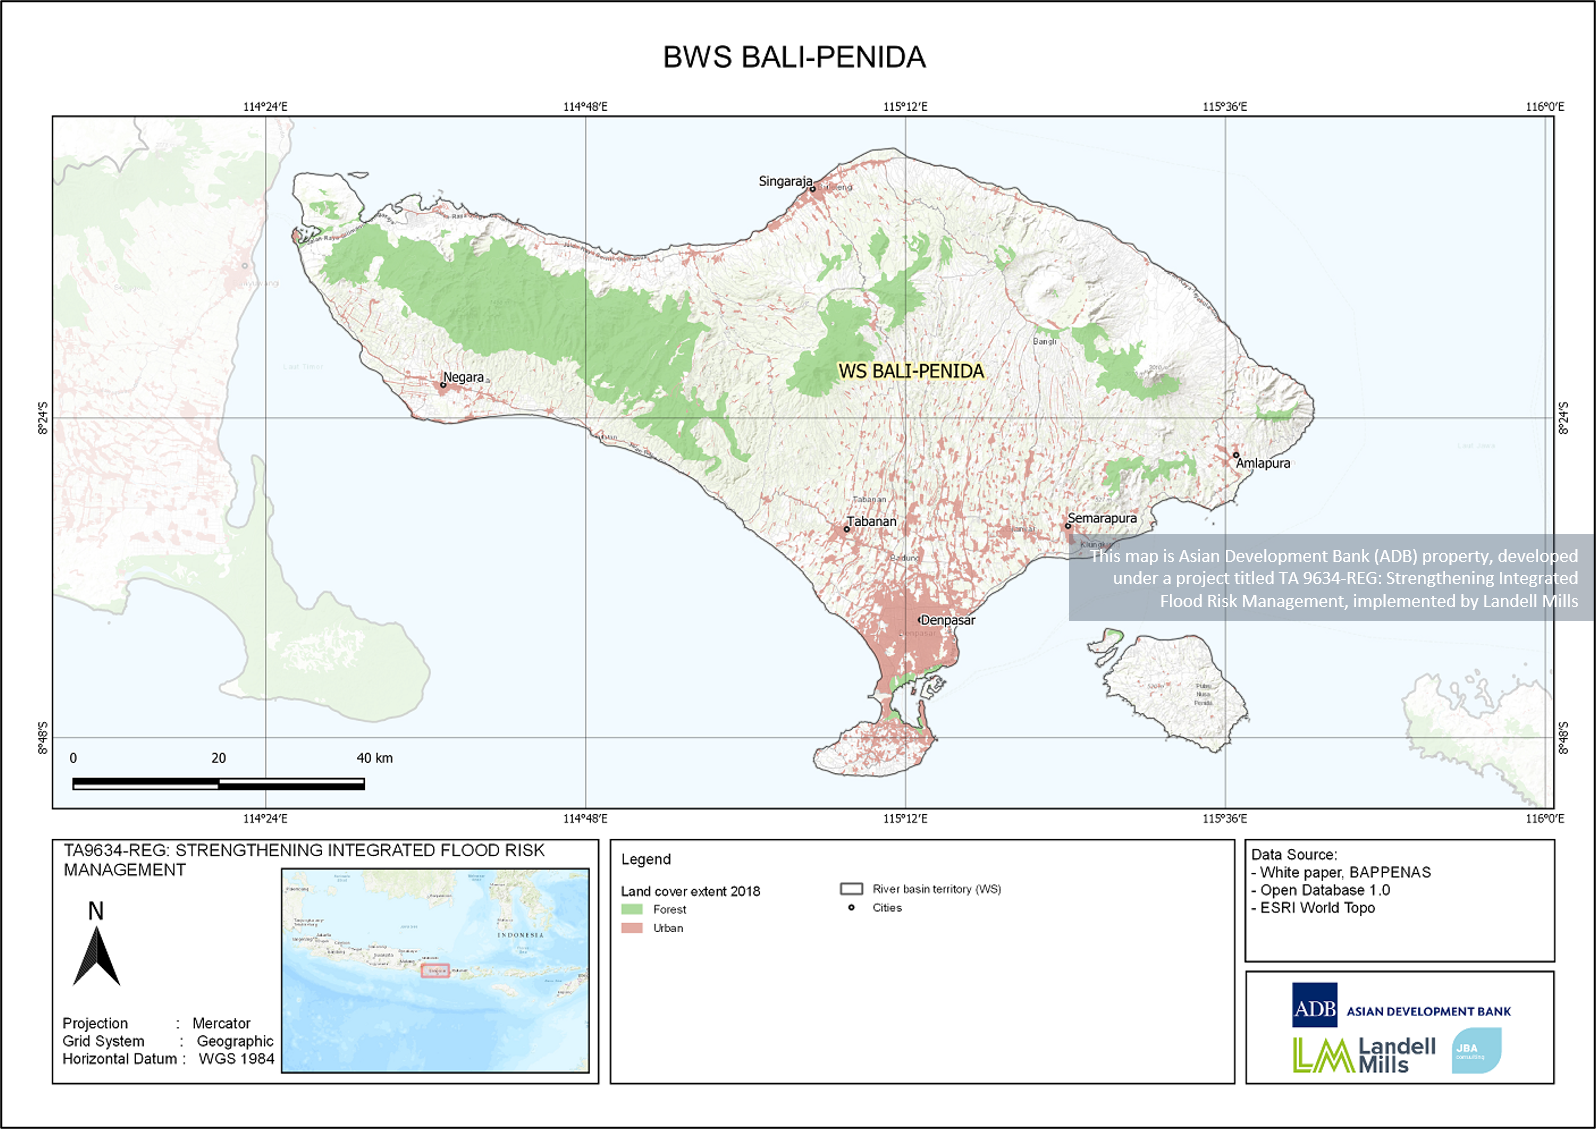 BWS BALI-PENIDA
114°24'E
114°48'E
115°12'E
115°36'E
116°0'E
Singaraja
Negara
Bangli
WS BALI-PENIDA
8°24'S
8°24'S
Amlapura
Tabanan
Tabanan
Semarapura
Badung
This map is Asian Development Bank (ADB) property, developed
under a project titled TA 9634-REG: Strengthening Integrated
Flood Risk Management, implemented by Landell Mills
Denpasar
Denpasar
8°48'S
8°48'S
0 20 40 km
114°24'E
114°48'E
115°12'E
115°36'E
116°0'E
TA9634-REG: STRENGTHENING INTEGRATED FLOOD RISK
MANAGEMENT
N
INDONESIA
Projection : Mercator
Grid System : Geographic
Horizontal Datum : WGS 1984
Legend
Land cover extent 2018
Forest
Urban
River basin territory (WS)
Cities
Data Source:
- White paper, BAPPENAS
- Open Database 1.0
- ESRI World Topo
ADB ASIAN DEVELOPMENT BANK
LM Landell
Mills
JBA
consulting